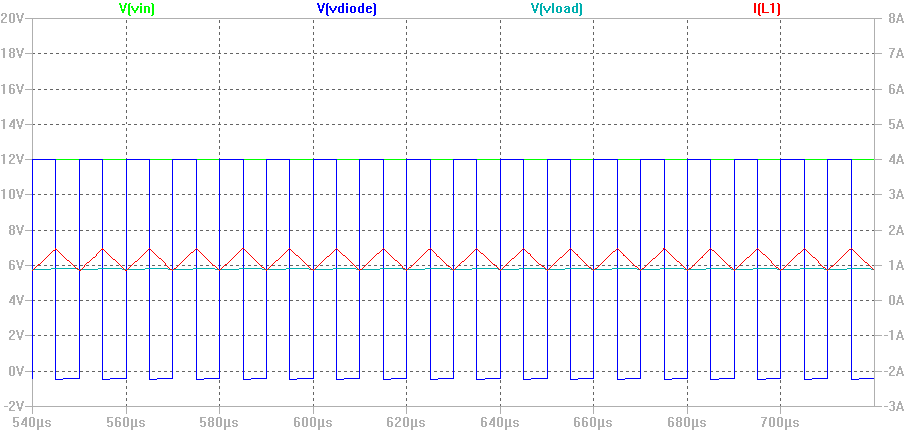 V(vin) V(vdiode) V(vload) I(L1)
20V 8A
18V 7A
16V 6A
14V 5A
12V 4A
10V 3A
8V 2A
6V 1A
4V 0A
2V -1A
0V -2A
-2V -3A
540µs 560µs 580µs 600µs 620µs 640µs 660µs 680µs 700µs